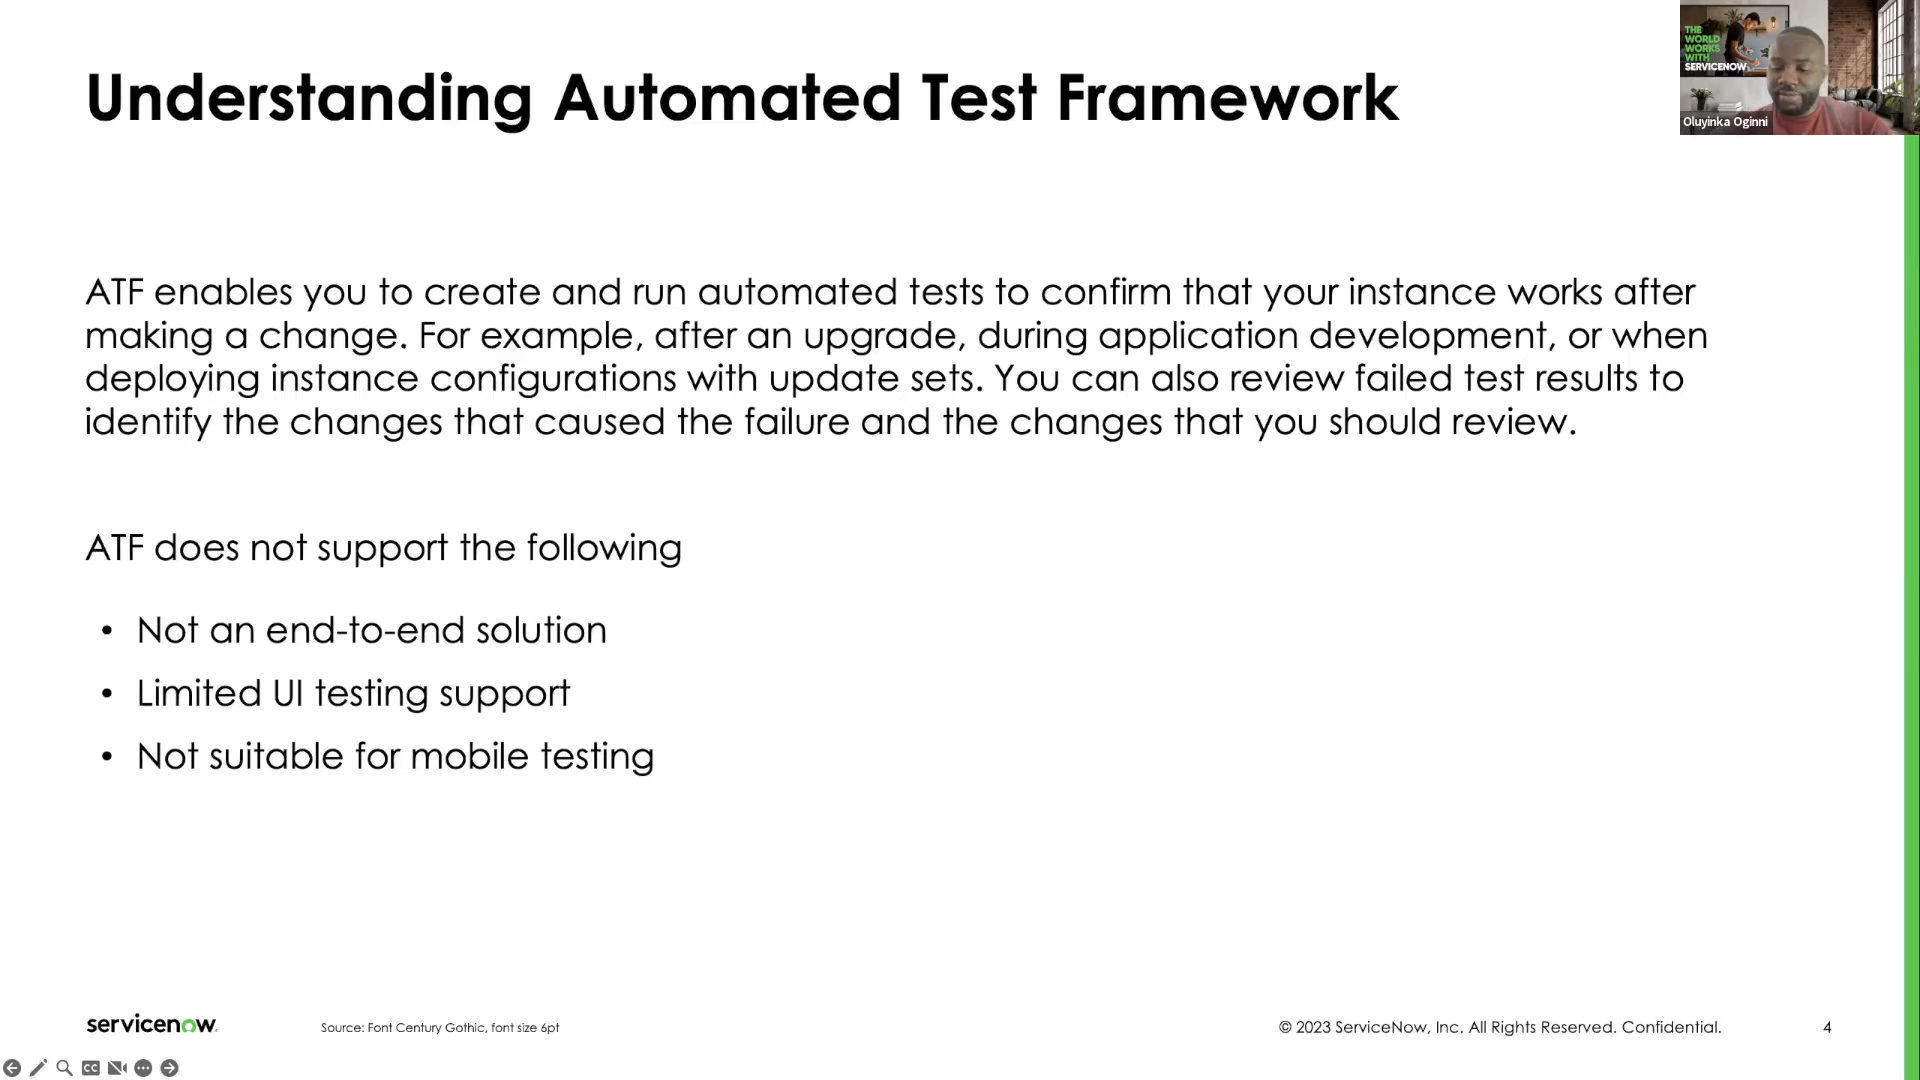 Understanding Automated Test Framework
THE
WORLD
WORKS
WITH
SERVICENOW
Oluyinka Oginni
ATF enables you to create and run automated tests to confirm that your instance works after
making a change. For example, after an upgrade, during application development, or when
deploying instance configurations with update sets. You can also review failed test results to
identify the changes that caused the failure and the changes that you should review.
ATF does not support the following
• Not an end-to-end solution
• Limited UI testing support
• Not suitable for mobile testing
servicenow
Source: Font Century Gothic, font size 6pt
© 2023 ServiceNow, Inc. All Rights Reserved. Confidential.
4
CC